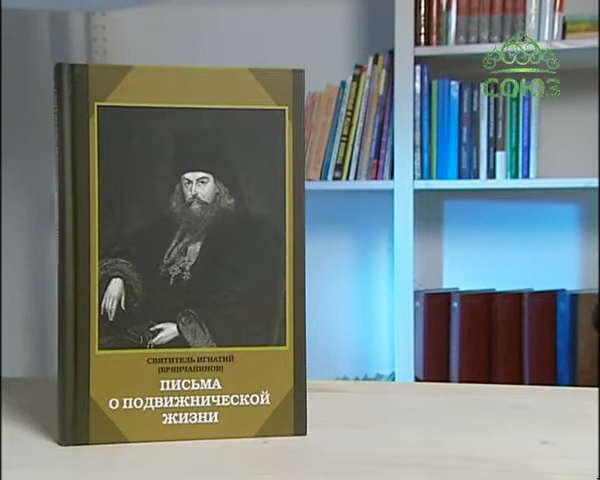 СОЮЗ
СВЯТИТЕЛЬ ИГНАТИЙ
(БРЯНЧАНИНОВ)
ПИСЬМА
О ПОДВИЖНИЧЕСКОЙ
ЖИЗНИ